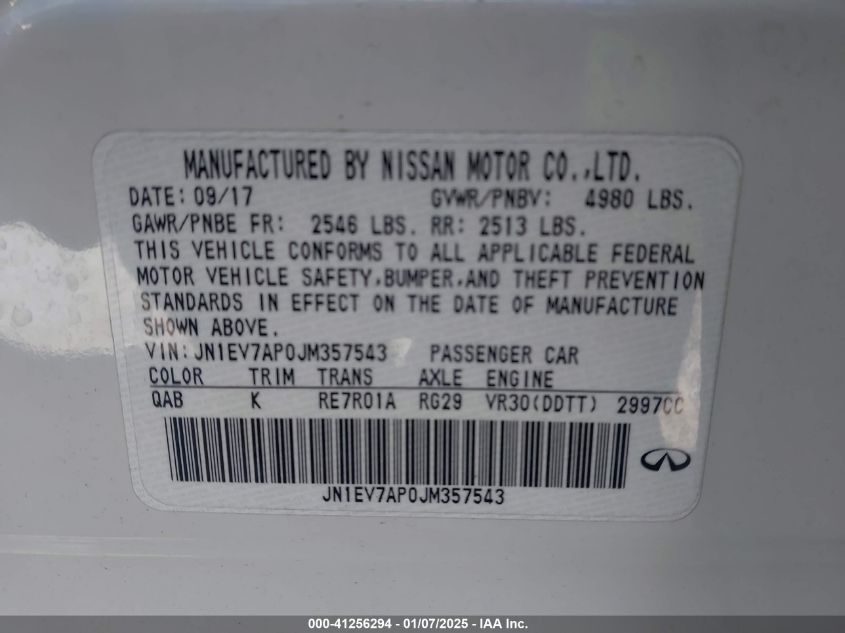 MANUFACTURED BY NISSAN MOTOR CO.,LTD.
DATE: 09/17 GVWR/PNBV: 4980 LBS.
GAWR/PNBE FR: 2546 LBS. RR: 2513 LBS.
THIS VEHICLE CONFORMS TO ALL APPLICABLE FEDERAL
MOTOR VEHICLE SAFETY,BUMPER,AND THEFT PREVENTION
STANDARDS IN EFFECT ON THE DATE OF MANUFACTURE
SHOWN ABOVE.
VIN: JN1EV7AP0JM357543 PASSENGER CAR
COLOR TRIM TRANS AXLE ENGINE
QAB K RE7R01A RG29 VR30(DDTT) 2997CC
JN1EV7AP0JM357543
000-41256294 - 01/07/2025 - IAA Inc.